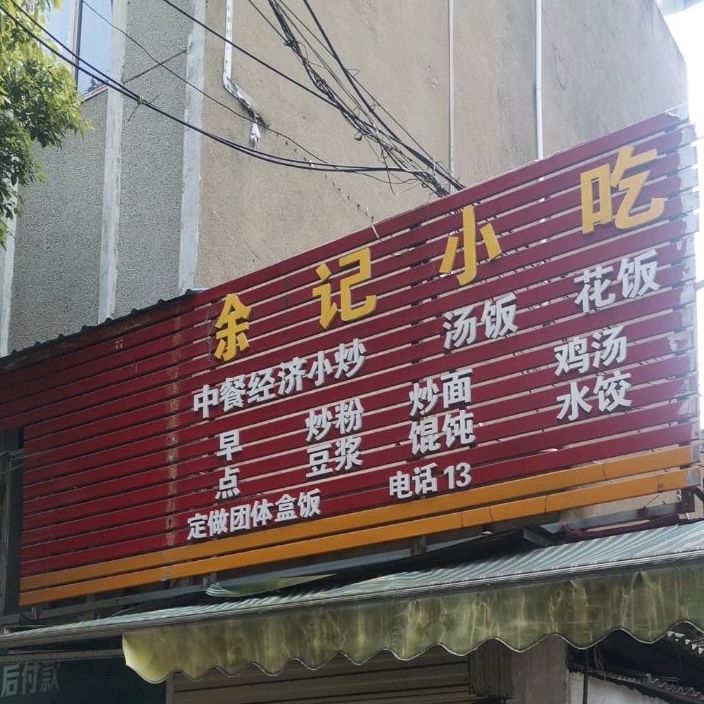 余记小吃
中餐经济小炒 汤饭 花饭
早点 炒粉 炒面 鸡汤
豆浆 馄饨 水饺
定做团体盒饭 电话13
后付款